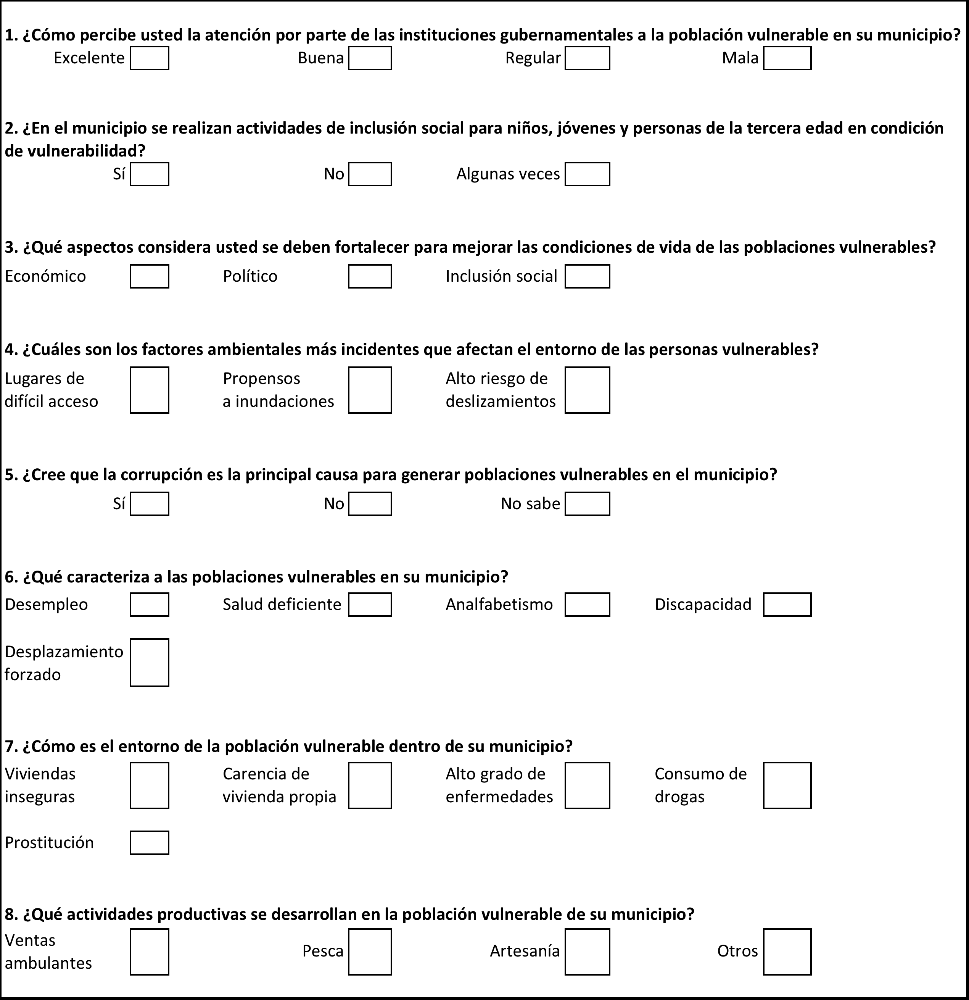 1. ¿Cómo percibe usted la atención por parte de las instituciones gubernamentales a la población vulnerable en su municipio?
Excelente Buena Regular Mala
2. ¿En el municipio se realizan actividades de inclusión social para niños, jóvenes y personas de la tercera edad en condición
de vulnerabilidad?
Sí No Algunas veces
3. ¿Qué aspectos considera usted se deben fortalecer para mejorar las condiciones de vida de las poblaciones vulnerables?
Económico Político Inclusión social
4. ¿Cuáles son los factores ambientales más incidentes que afectan el entorno de las personas vulnerables?
Lugares de Propensos Alto riesgo de
difícil acceso a inundaciones deslizamientos
5. ¿Cree que la corrupción es la principal causa para generar poblaciones vulnerables en el municipio?
Sí No No sabe
6. ¿Qué caracteriza a las poblaciones vulnerables en su municipio?
Desempleo Salud deficiente Analfabetismo Discapacidad
Desplazamiento
forzado
7. ¿Cómo es el entorno de la población vulnerable dentro de su municipio?
Viviendas Carencia de Alto grado de Consumo de
inseguras vivienda propia enfermedades drogas
Prostitución
8. ¿Qué actividades productivas se desarrollan en la población vulnerable de su municipio?
Ventas
ambulantes Pesca Artesanía Otros